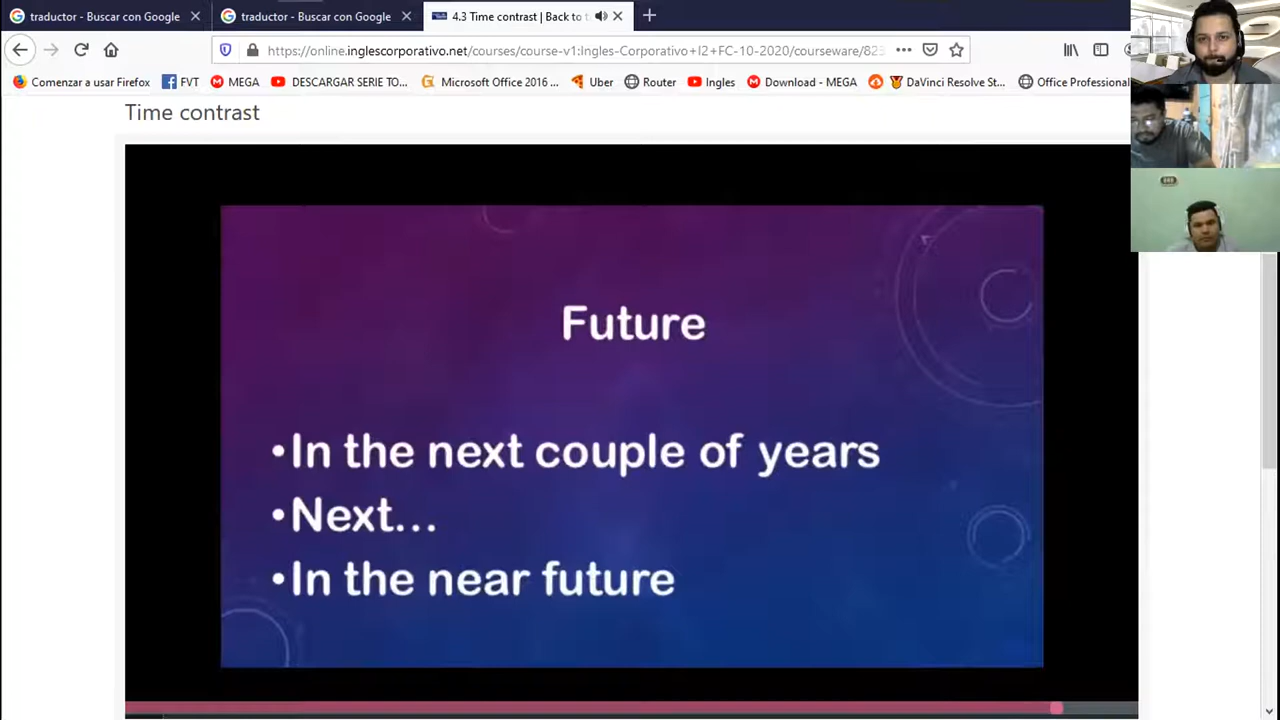 traductor - Buscar con Google
traductor - Buscar con Google
4.3 Time contrast | Back to t
https://online.inglescorporativo.net/courses/course-v1:Ingles-Corporativo+I2+FC-10-2020/courseware/82
Comenzar a usar Firefox
FVT
MEGA
DESCARGAR SERIE TO...
Microsoft Office 2016 ...
Uber
Router
Ingles
Download - MEGA
DaVinci Resolve St...
Office Professional
Time contrast
Future
•In the next couple of years
•Next...
•In the near future